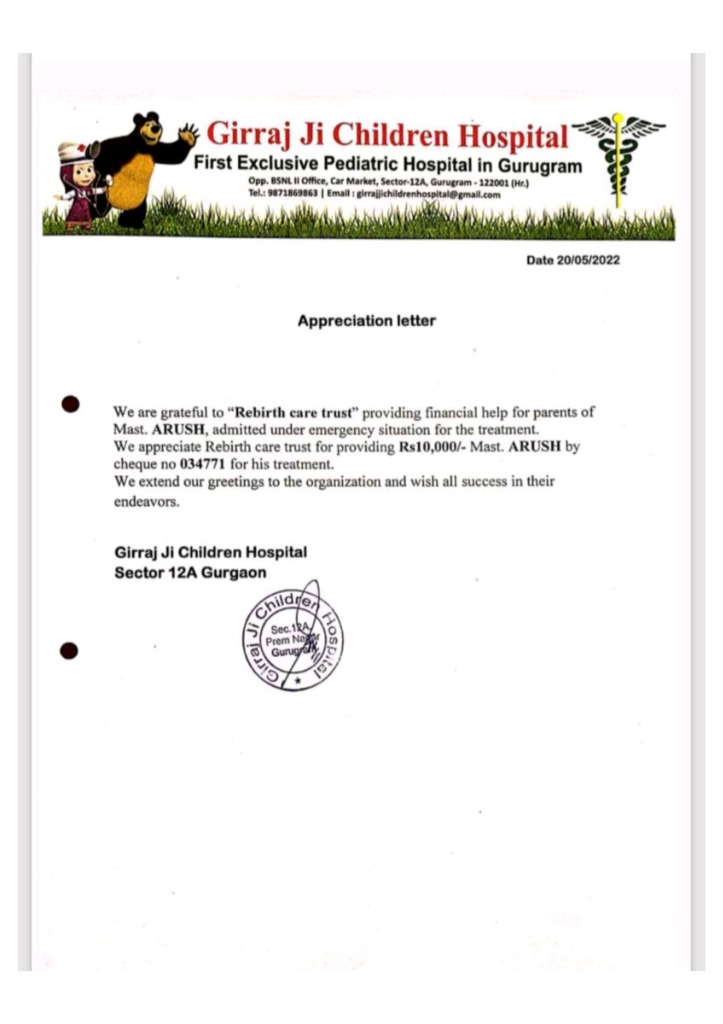 Girraj Ji Children Hospital
First Exclusive Pediatric Hospital in Gurugram
Opp. BSNL II Office, Car Market, Sector-12A, Gurugram - 122001 (Hr.)
Tel.: 9871869863 | Email : girrajjichildrenhospital@gmail.com
Date 20/05/2022
Appreciation letter
We are grateful to “Rebirth care trust” providing financial help for parents of
Mast. ARUSH, admitted under emergency situation for the treatment.
We appreciate Rebirth care trust for providing Rs10,000/- Mast. ARUSH by
cheque no 034771 for his treatment.
We extend our greetings to the organization and wish all success in their
endeavors.
Girraj Ji Children Hospital
Sector 12A Gurgaon
Girraj Ji Children Hospital
Sec.12A
Prem Nagar
Gurugram